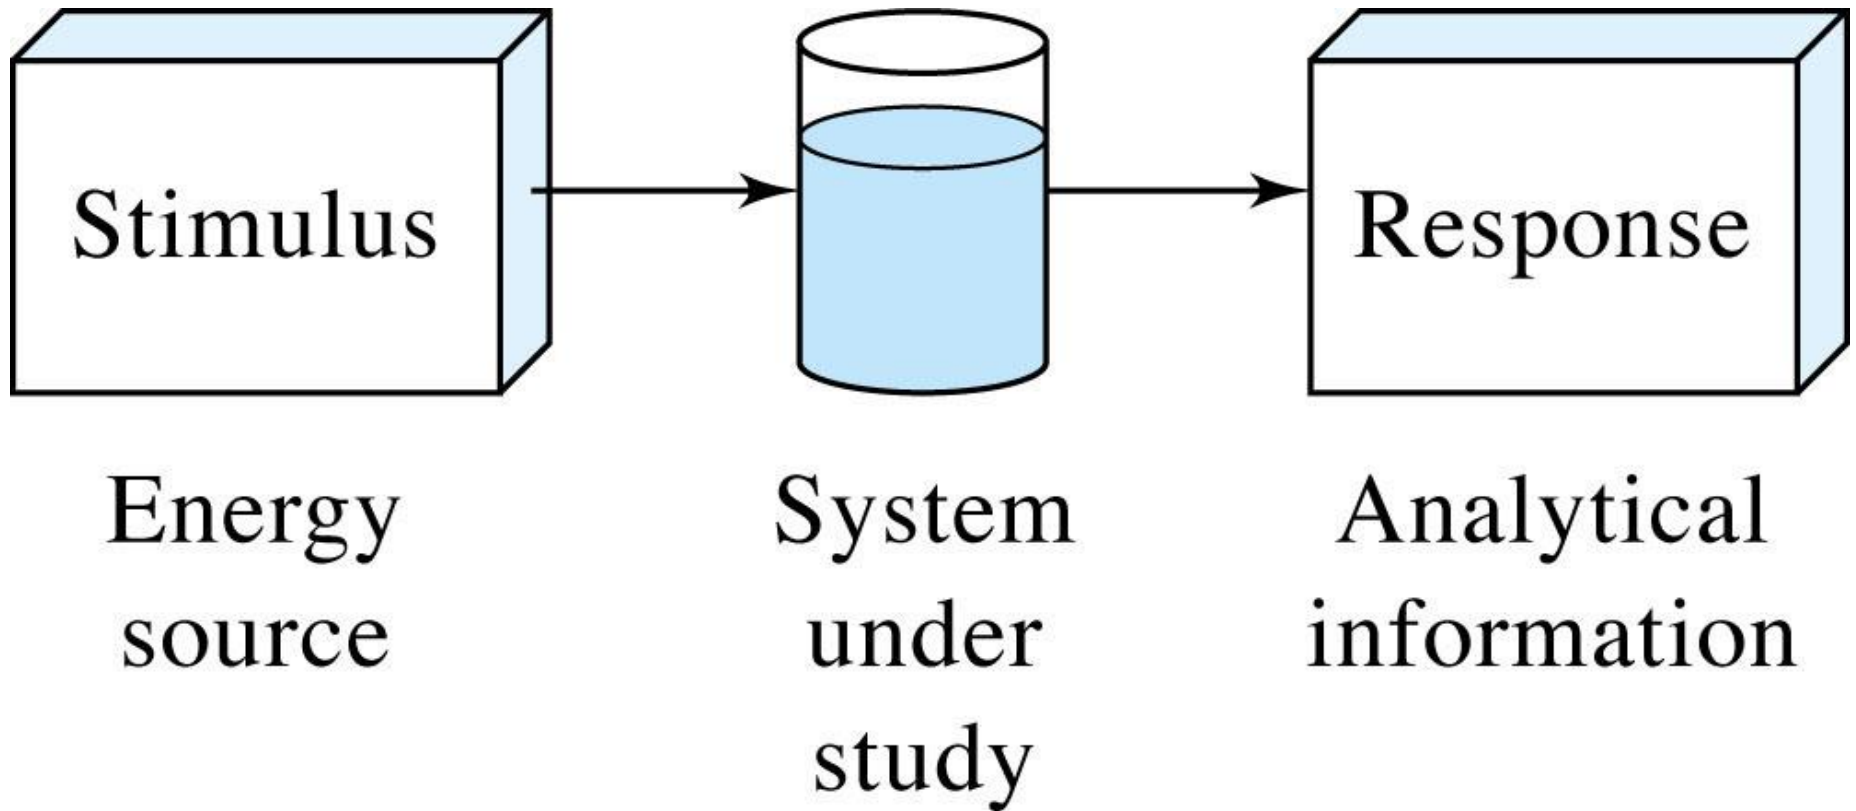 Stimulus
Response
Energy
source
System
under
study
Analytical
information